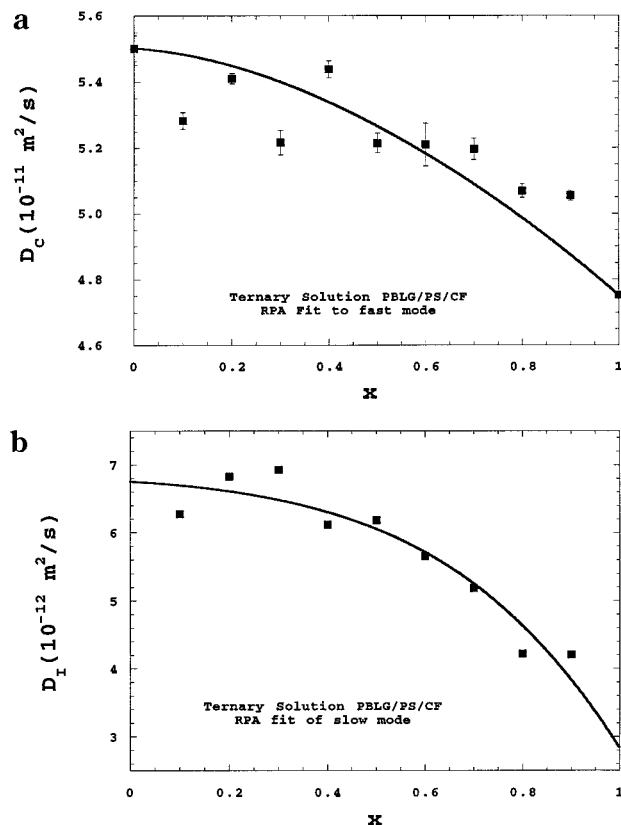 a
5.6
5.4
5.2
5.0
4.8
4.6
D_C (10^-11 m^2/s)
Ternary Solution PBLG/PS/CF
RPA Fit to fast mode
0 0.2 0.4 0.6 0.8 1
X
b
7
6
5
4
3
D_I (10^-12 m^2/s)
Ternary Solution PBLG/PS/CF
RPA fit of slow mode
0 0.2 0.4 0.6 0.8 1
X